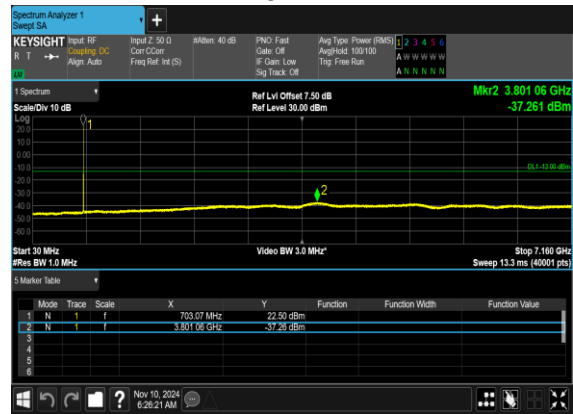 Spectrum Analyzer 1
Swept SA
+
KEYSIGHT Input: RF Input Z: 50 Ω #Atten: 40 dB PNO: Fast Avg Type: Power (RMS) 1 2 3 4 5 6
R T Coupling: DC Corr CCorr Gate: Off Avg|Hold: 100/100 A W W W W W
Align: Auto Freq Ref: Int (S) IF Gain: Low Trig: Free Run
LW Sig Track: Off A N N N N N
1 Spectrum Ref Lvl Offset 7.50 dB Mkr2 3.801 06 GHz
Scale/Div 10 dB Ref Level 30.00 dBm -37.261 dBm
Log
1
20.0
10.0
0.00
-10.0
DL1 -13.00 dBm
-20.0
-30.0
2
-40.0
-50.0
-60.0
Start 30 MHz Video BW 3.0 MHz* Stop 7.160 GHz
#Res BW 1.0 MHz Sweep 13.3 ms (40001 pts)
5 Marker Table
Mode Trace Scale X Y Function Function Width Function Value
1 N 1 f 703.07 MHz 22.50 dBm
2 N 1 f 3.801 06 GHz -37.26 dBm
3
4
5
6
? Nov 10, 2024
6:26:21 AM